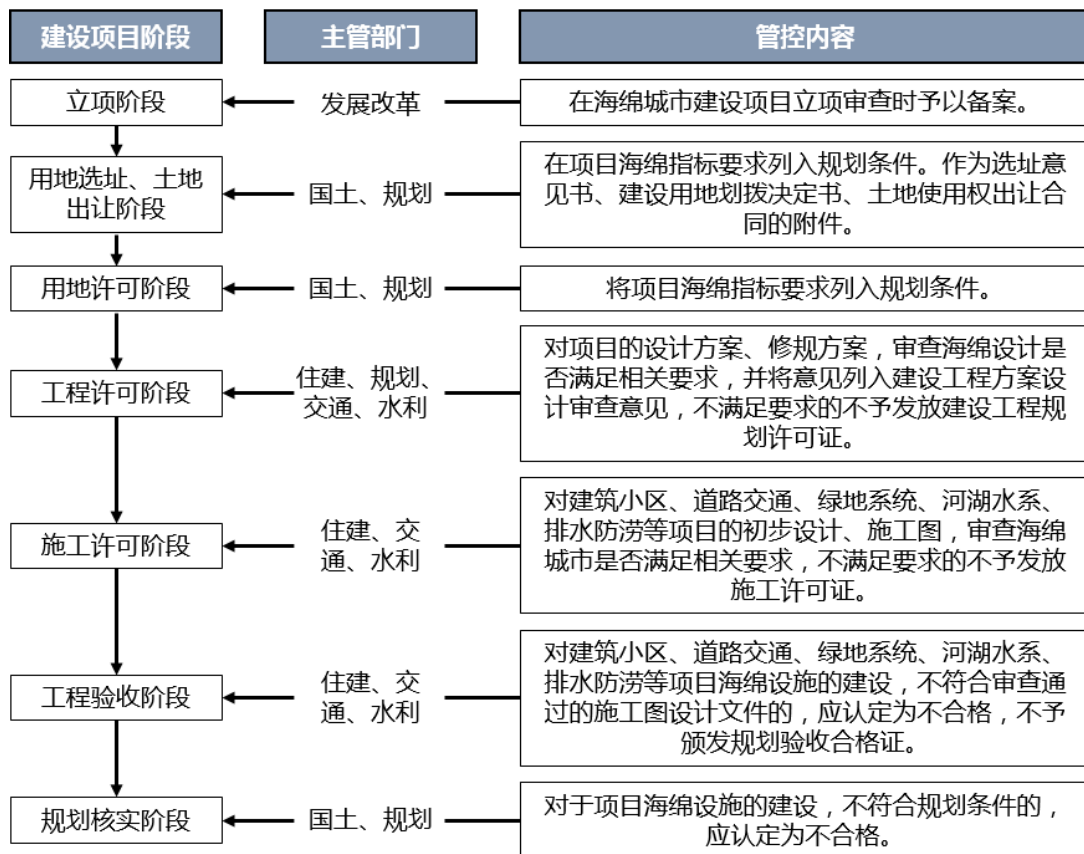 建设项目阶段
主管部门
管控内容
立项阶段
发展改革
在海绵城市建设项目立项审查时予以备案。
用地选址、土地
出让阶段
国土、规划
在项目海绵指标要求列入规划条件。作为选址意
见书、建设用地划拨决定书、土地使用权出让合
同的附件。
用地许可阶段
国土、规划
将项目海绵指标要求列入规划条件。
工程许可阶段
住建、规划、
交通、水利
对项目的设计方案、修规方案，审查海绵设计是
否满足相关要求，并将意见列入建设工程方案设
计审查意见，不满足要求的不予发放建设工程规
划许可证。
施工许可阶段
住建、交
通、水利
对建筑小区、道路交通、绿地系统、河湖水系、
排水防涝等项目的初步设计、施工图，审查海绵
城市是否满足相关要求，不满足要求的不予发放
施工许可证。
工程验收阶段
住建、交
通、水利
对建筑小区、道路交通、绿地系统、河湖水系、
排水防涝等项目海绵设施的建设，不符合审查通
过的施工图设计文件的，应认定为不合格，不予
颁发规划验收合格证。
规划核实阶段
国土、规划
对于项目海绵设施的建设，不符合规划条件的，
应认定为不合格。